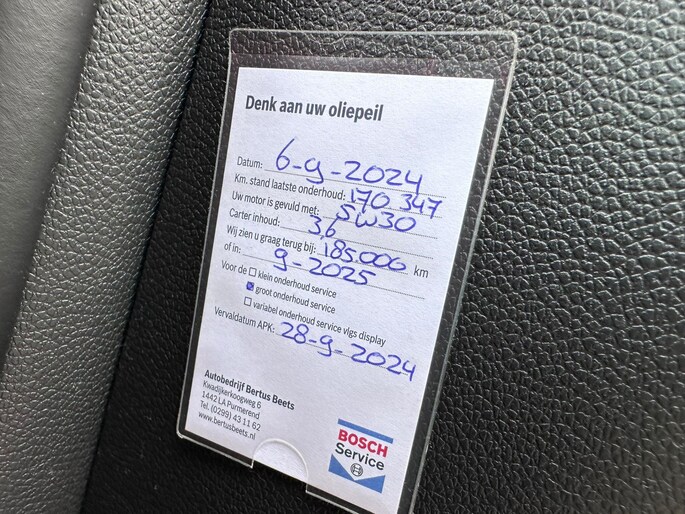 Denk aan uw oliepeil
Datum: 6-9-2024
Km. stand laatste onderhoud: 170 347
Uw motor is gevuld met: 5W30
Carter inhoud: 3,6
Wij zien u graag terug bij: 185.000 km
of in: 9-2025
Voor de klein onderhoud service
groot onderhoud service
variabel onderhoud service vlgs display
Vervaldatum APK: 28-9-2024
Autobedrijf Bertus Beets
Kwadijkerkoogweg 6
1442 LA Purmerend
Tel. (0299) 43 11 62
www.bertusbeets.nl
BOSCH
Service